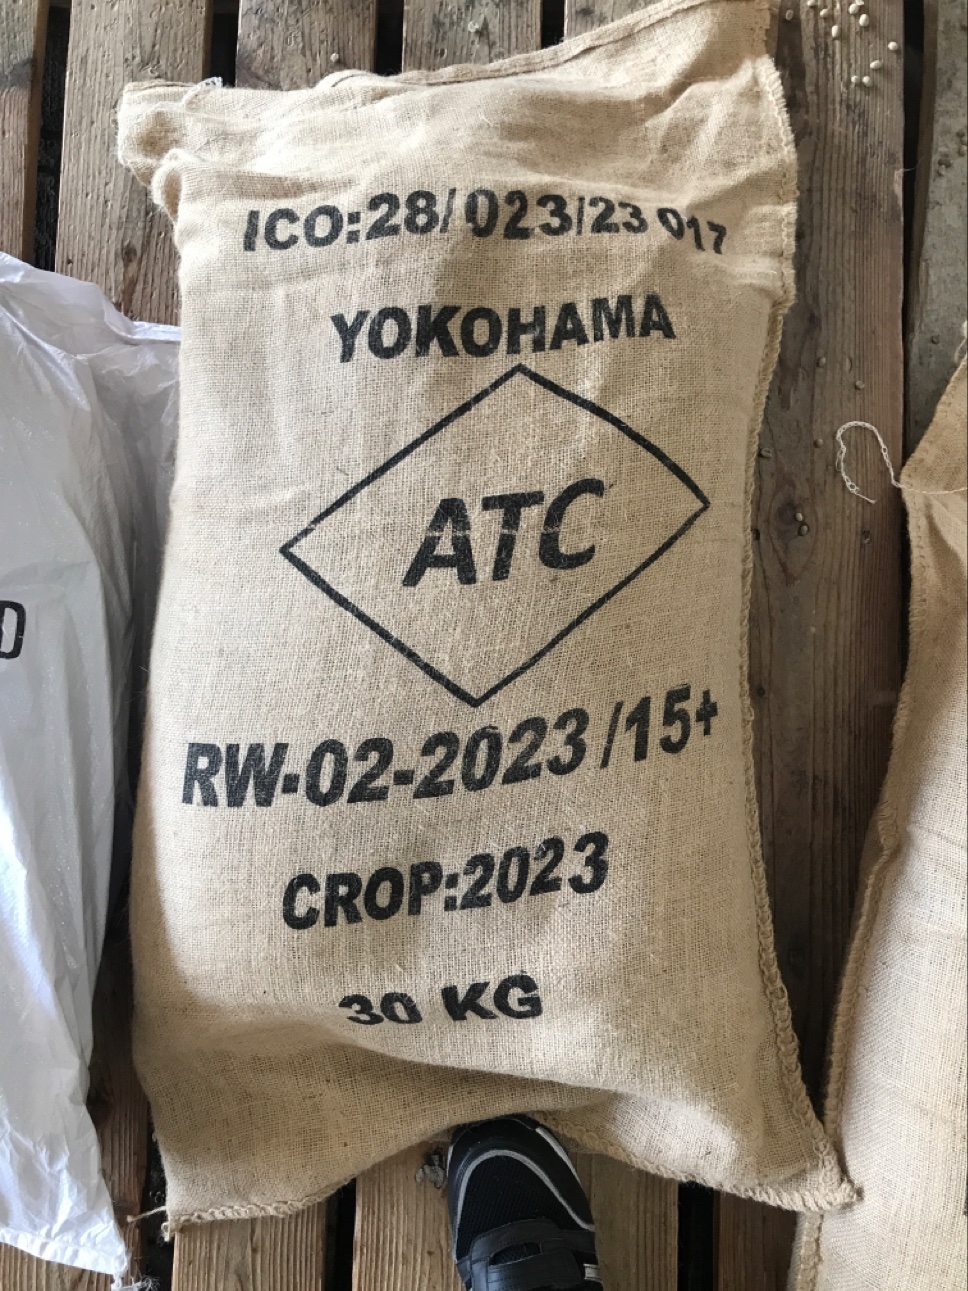 ICO:28/023/23 017
YOKOHAMA
ATC
RW-02-2023/15+
CROP:2023
30 KG
D